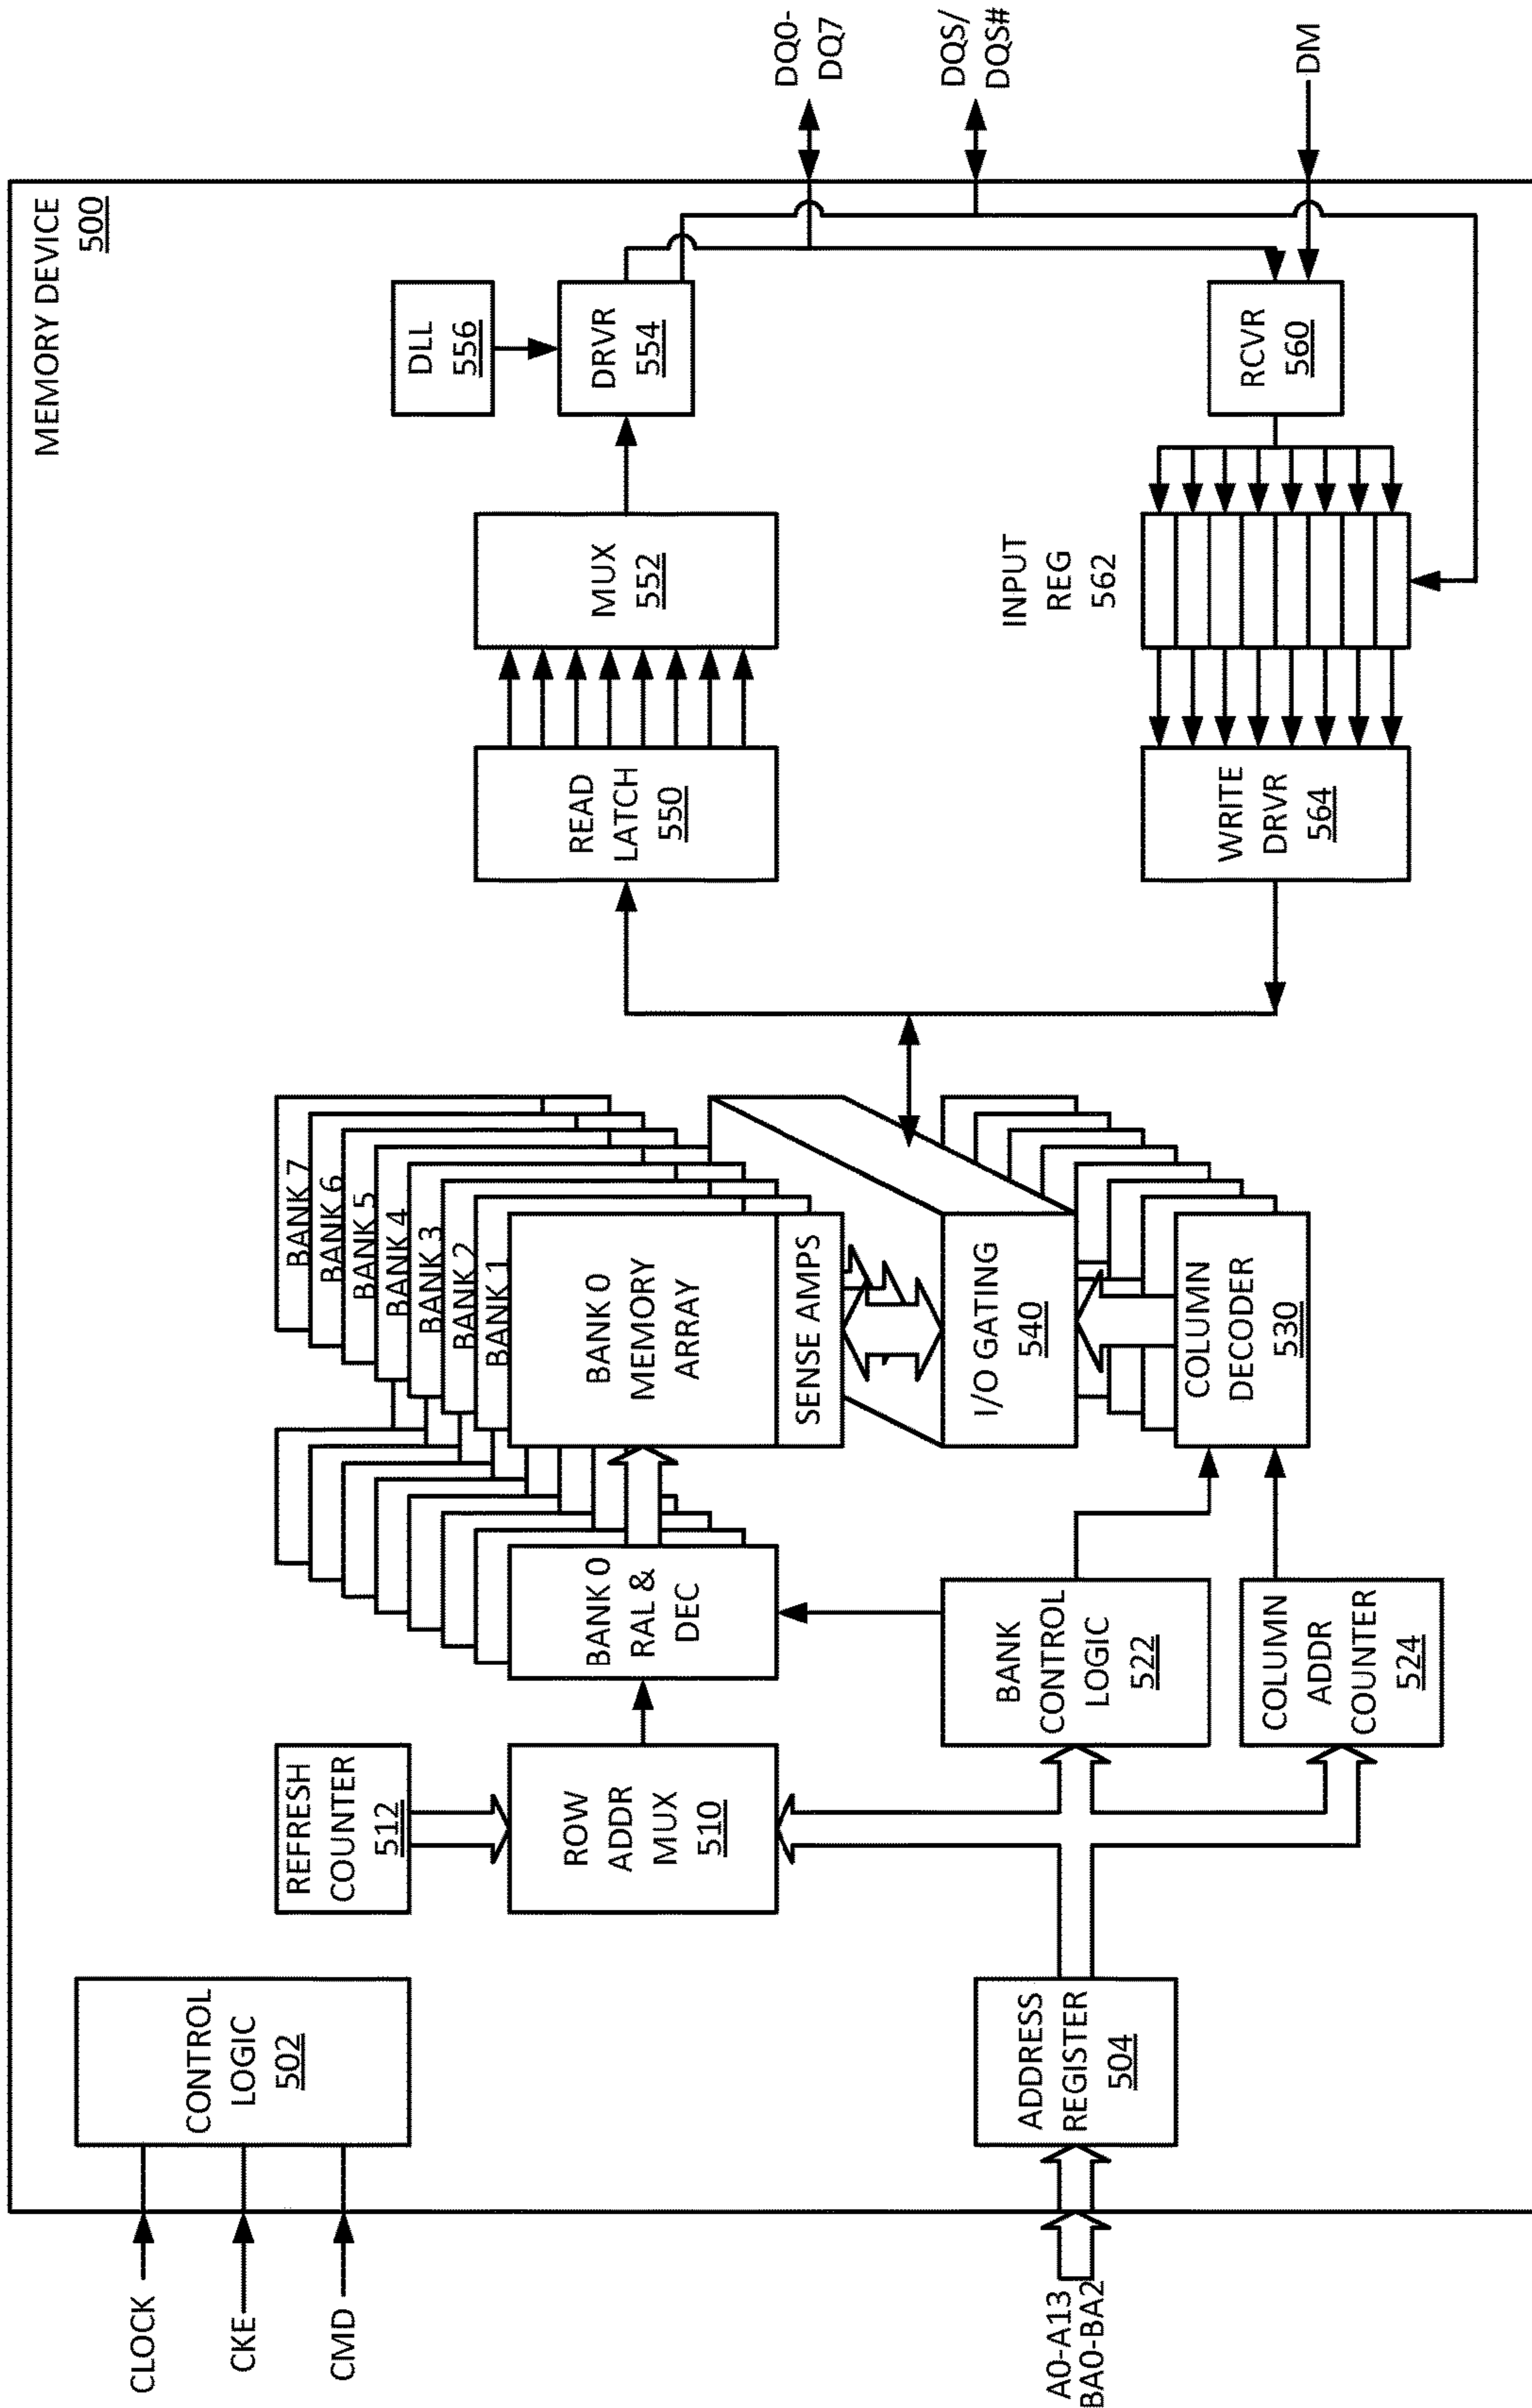 MEMORY DEVICE
500
CLOCK
CKE
CMD
CONTROL
LOGIC
502
A0-A13
BA0-BA2
ADDRESS
REGISTER
504
REFRESH
COUNTER
512
ROW
ADDR
MUX
510
BANK
CONTROL
LOGIC
522
COLUMN
ADDR
COUNTER
524
BANK 0
RAL &
DEC
BANK 7
BANK 6
BANK 5
BANK 4
BANK 3
BANK 2
BANK 1
BANK 0
MEMORY
ARRAY
SENSE AMPS
I/O GATING
540
COLUMN
DECODER
530
READ
LATCH
550
MUX
552
DLL
556
DRVR
554
WRITE
DRVR
564
INPUT
REG
562
RCVR
560
DQ0-
DQ7
DQS/
DQS#
DM